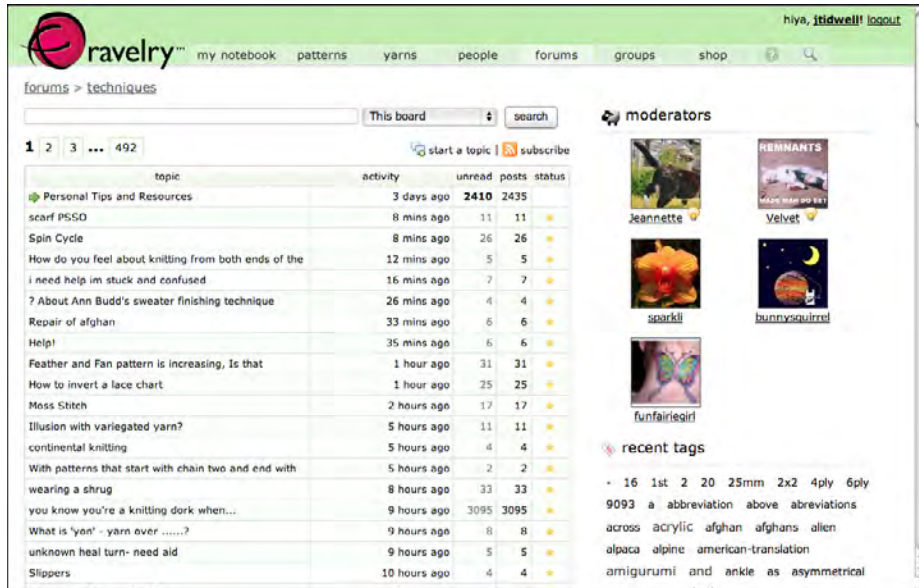 hiya, jtidwell! logout
ravelry™
my notebook patterns yarns people forums groups shop
forums > techniques
This board search
1 2 3 ... 492
start a topic | subscribe
topic activity unread posts status
Personal Tips and Resources 3 days ago 2410 2435
scarf PSSO 8 mins ago 11 11
Spin Cycle 8 mins ago 26 26
How do you feel about knitting from both ends of the 12 mins ago 5 5
i need help im stuck and confused 16 mins ago 7 7
? About Ann Budd's sweater finishing technique 26 mins ago 4 4
Repair of afghan 33 mins ago 6 6
Help! 35 mins ago 6 6
Feather and Fan pattern is increasing, Is that 1 hour ago 31 31
How to invert a lace chart 1 hour ago 25 25
Moss Stitch 2 hours ago 17 17
Illusion with variegated yarn? 5 hours ago 11 11
continental knitting 5 hours ago 4 4
With patterns that start with chain two and end with 5 hours ago 2 2
wearing a shrug 8 hours ago 33 33
you know you're a knitting dork when... 9 hours ago 3095 3095
What is 'yon' - yarn over ......? 9 hours ago 8 8
unknown heal turn- need aid 9 hours ago 5 5
Slippers 10 hours ago 4 4
moderators
REMNANTS
MADE MAH DO EET
Jeannette Velvet
sparkli bunnysquirrel
funfairiegirl
recent tags
- 16 1st 2 20 25mm 2x2 4ply 6ply
9093 a abbreviation above abreviations
across acrylic afghan afghans alien
alpaca alpine american-translation
amigurumi and ankle as asymmetrical